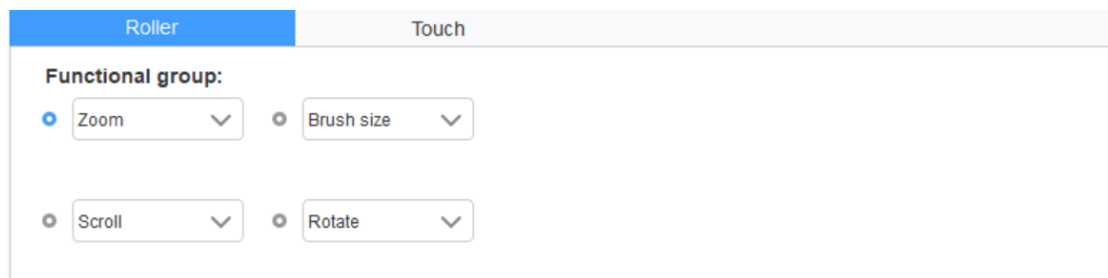 Roller Touch
Functional group:
Zoom Brush size
Scroll Rotate